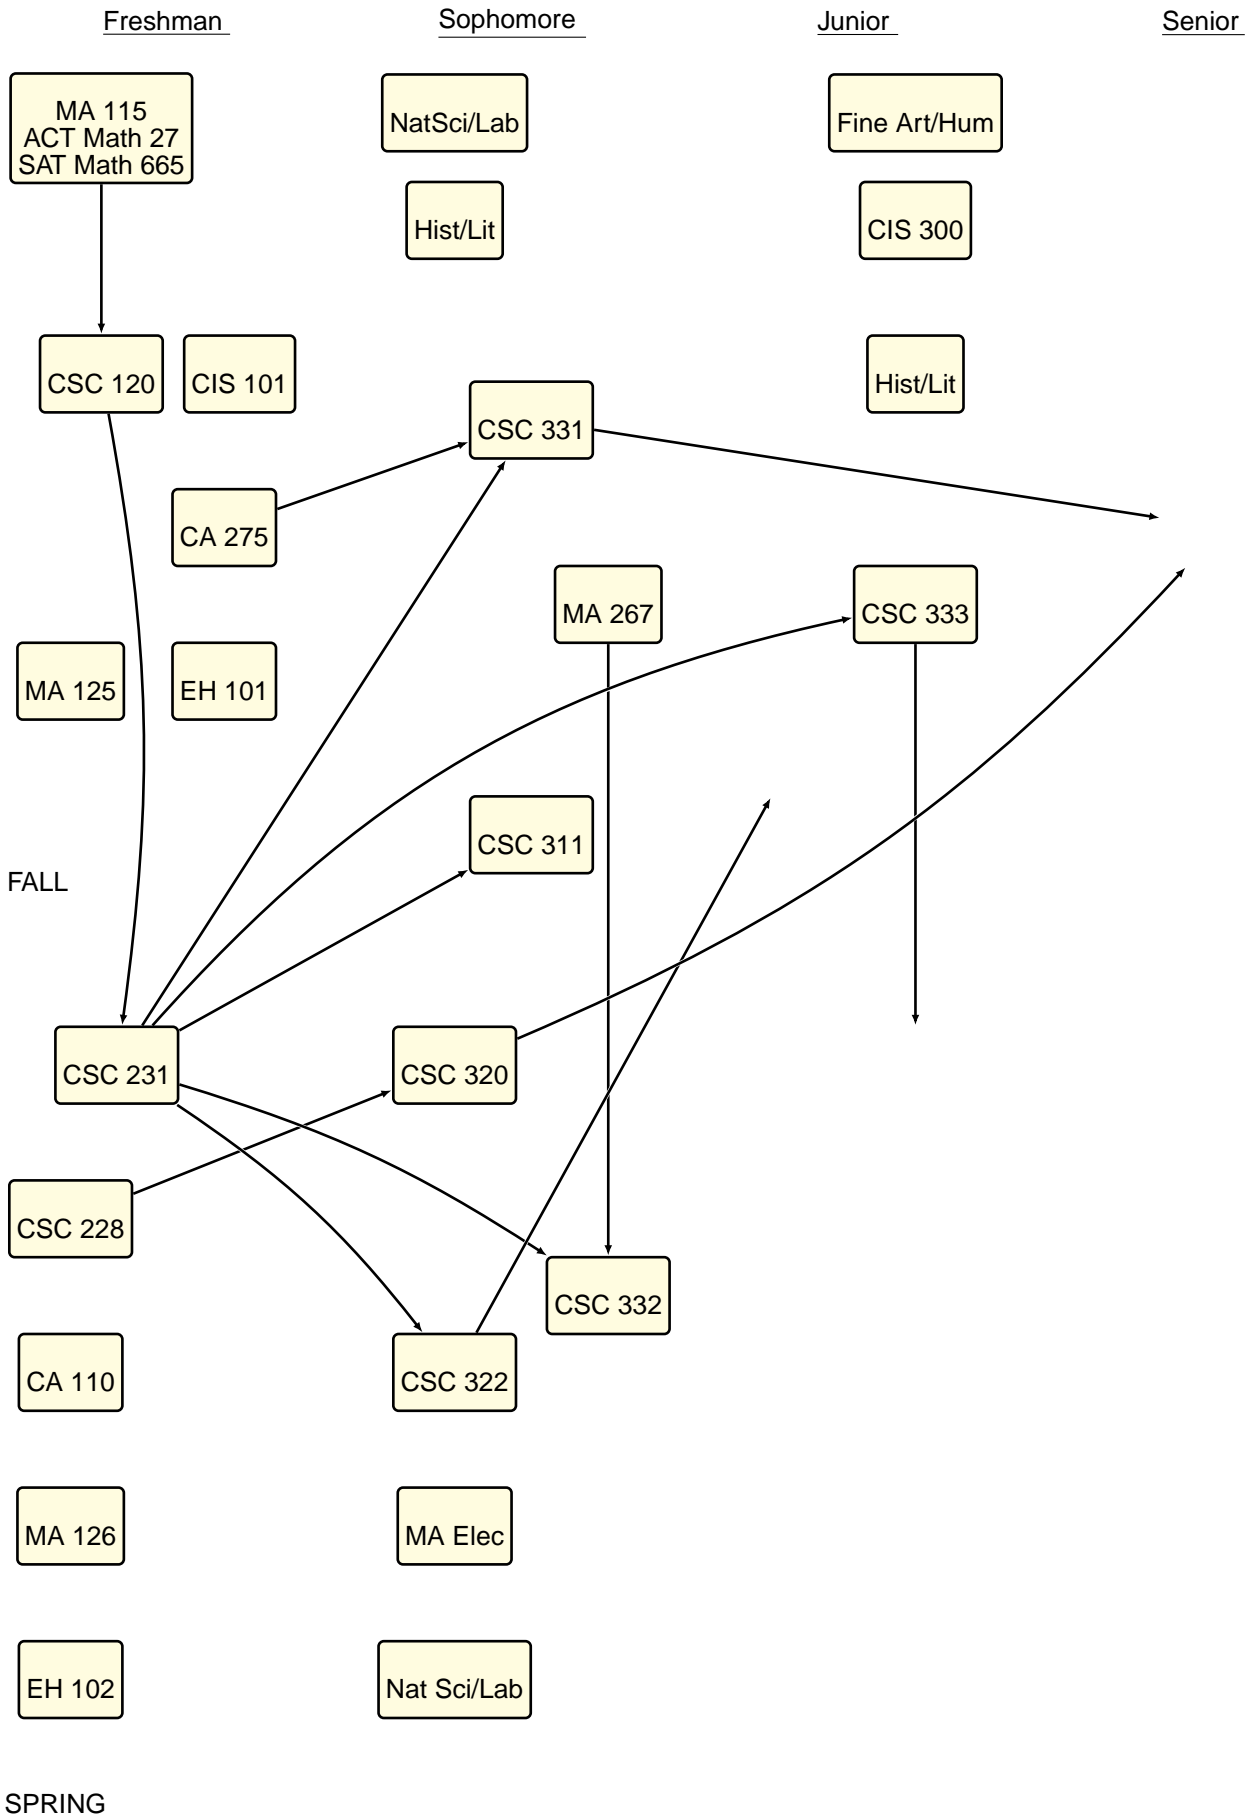 Freshman
Sophomore
Junior
Senior
MA 115
ACT Math 27
SAT Math 665
NatSci/Lab
Fine Art/Hum
Hist/Lit
CIS 300
CSC 120
CIS 101
Hist/Lit
CSC 331
CA 275
MA 267
CSC 333
MA 125
EH 101
CSC 311
FALL
CSC 231
CSC 320
CSC 228
CSC 332
CA 110
CSC 322
MA 126
MA Elec
EH 102
Nat Sci/Lab
SPRING